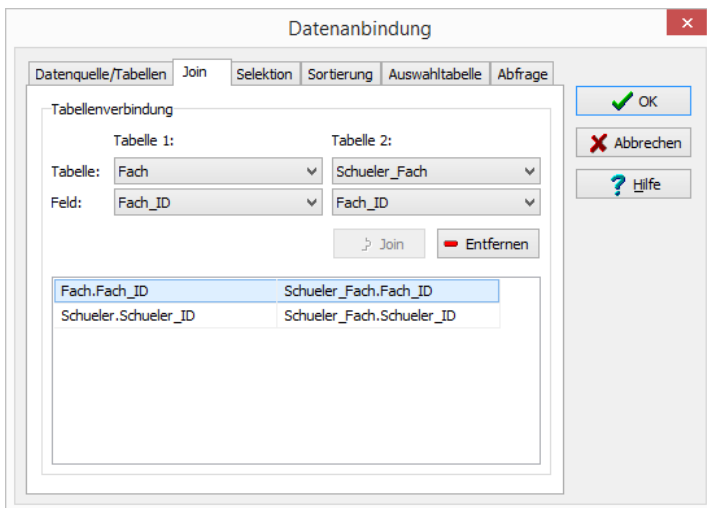 Datenanbindung
Datenquelle/Tabellen Join Selektion Sortierung Auswahltabelle Abfrage
Tabellenverbindung
Tabelle 1: Tabelle 2:
Tabelle: Fach Schueler_Fach
Feld: Fach_ID Fach_ID
Join Entfernen
Fach.Fach_ID Schueler_Fach.Fach_ID
Schueler.Schueler_ID Schueler_Fach.Schueler_ID
OK
Abbrechen
Hilfe